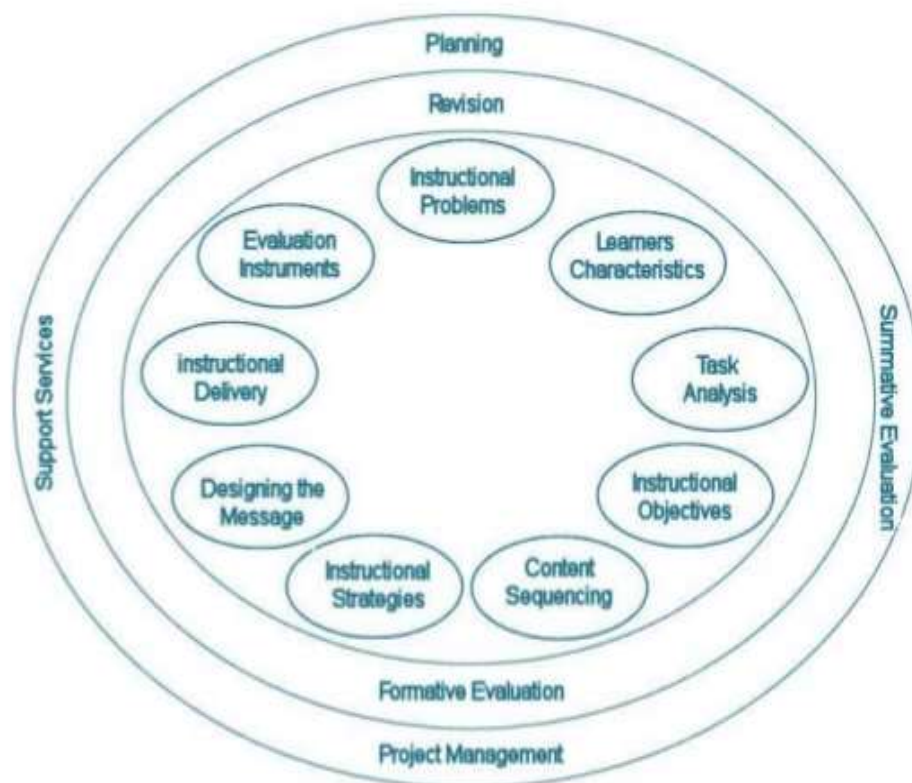 Planning
Revision
Instructional
Problems
Learners
Characteristics
Task
Analysis
Instructional
Objectives
Content
Sequencing
Instructional
Strategies
Designing the
Message
instructional
Delivery
Evaluation
Instruments
Support Services
Summative Evaluation
Formative Evaluation
Project Management